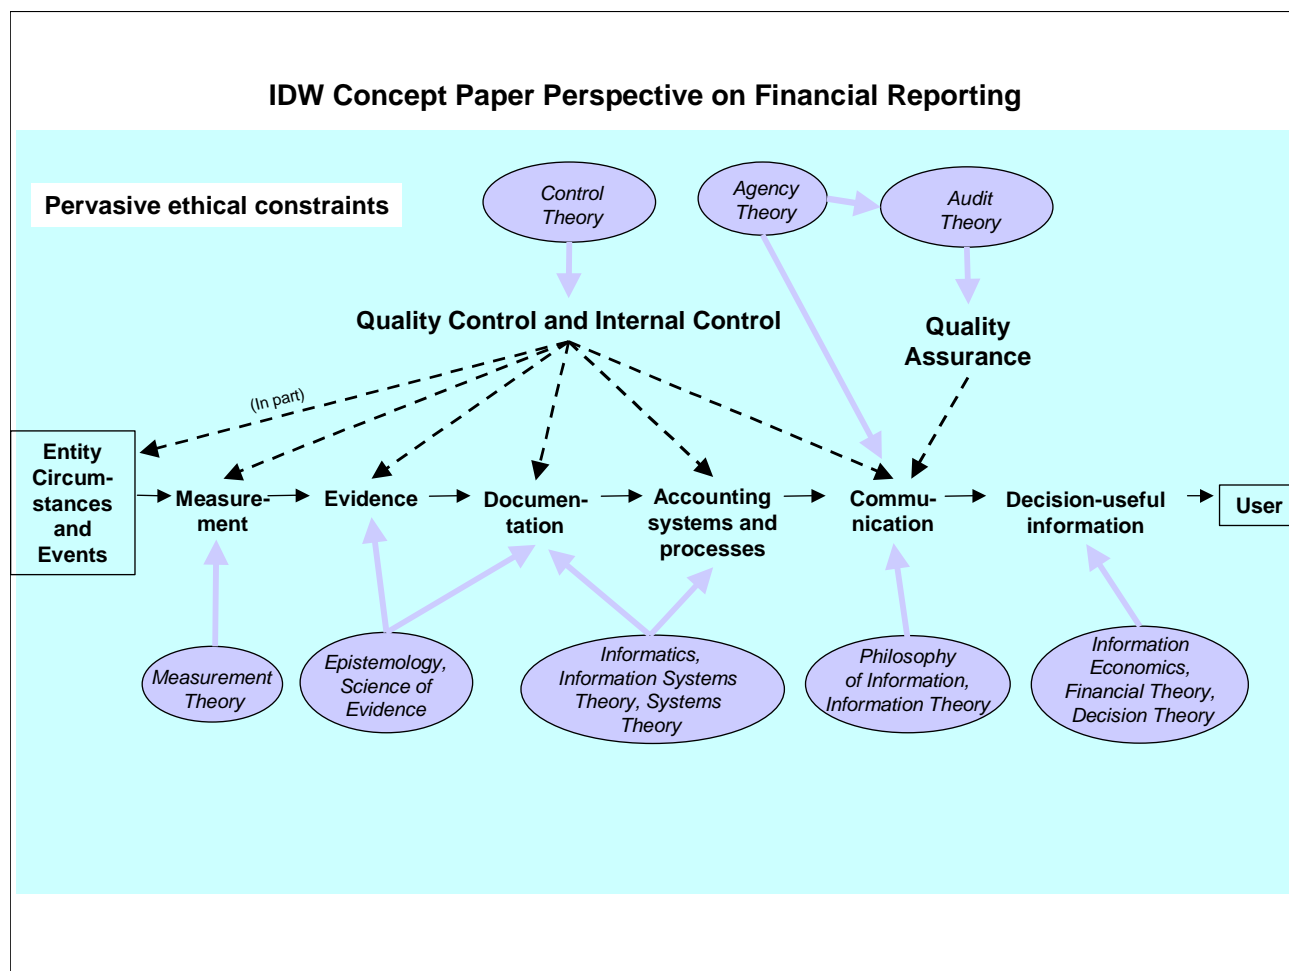 IDW Concept Paper Perspective on Financial Reporting
Pervasive ethical constraints
Control
Theory
Agency
Theory
Audit
Theory
Quality Control and Internal Control
Quality
Assurance
(In part)
Entity
Circum-
stances
and
Events
Measure-
ment
Evidence
Documen-
tation
Accounting
systems and
processes
Commu-
nication
Decision-useful
information
User
Measurement
Theory
Epistemology,
Science of
Evidence
Informatics,
Information Systems
Theory, Systems
Theory
Philosophy
of Information,
Information Theory
Information
Economics,
Financial Theory,
Decision Theory